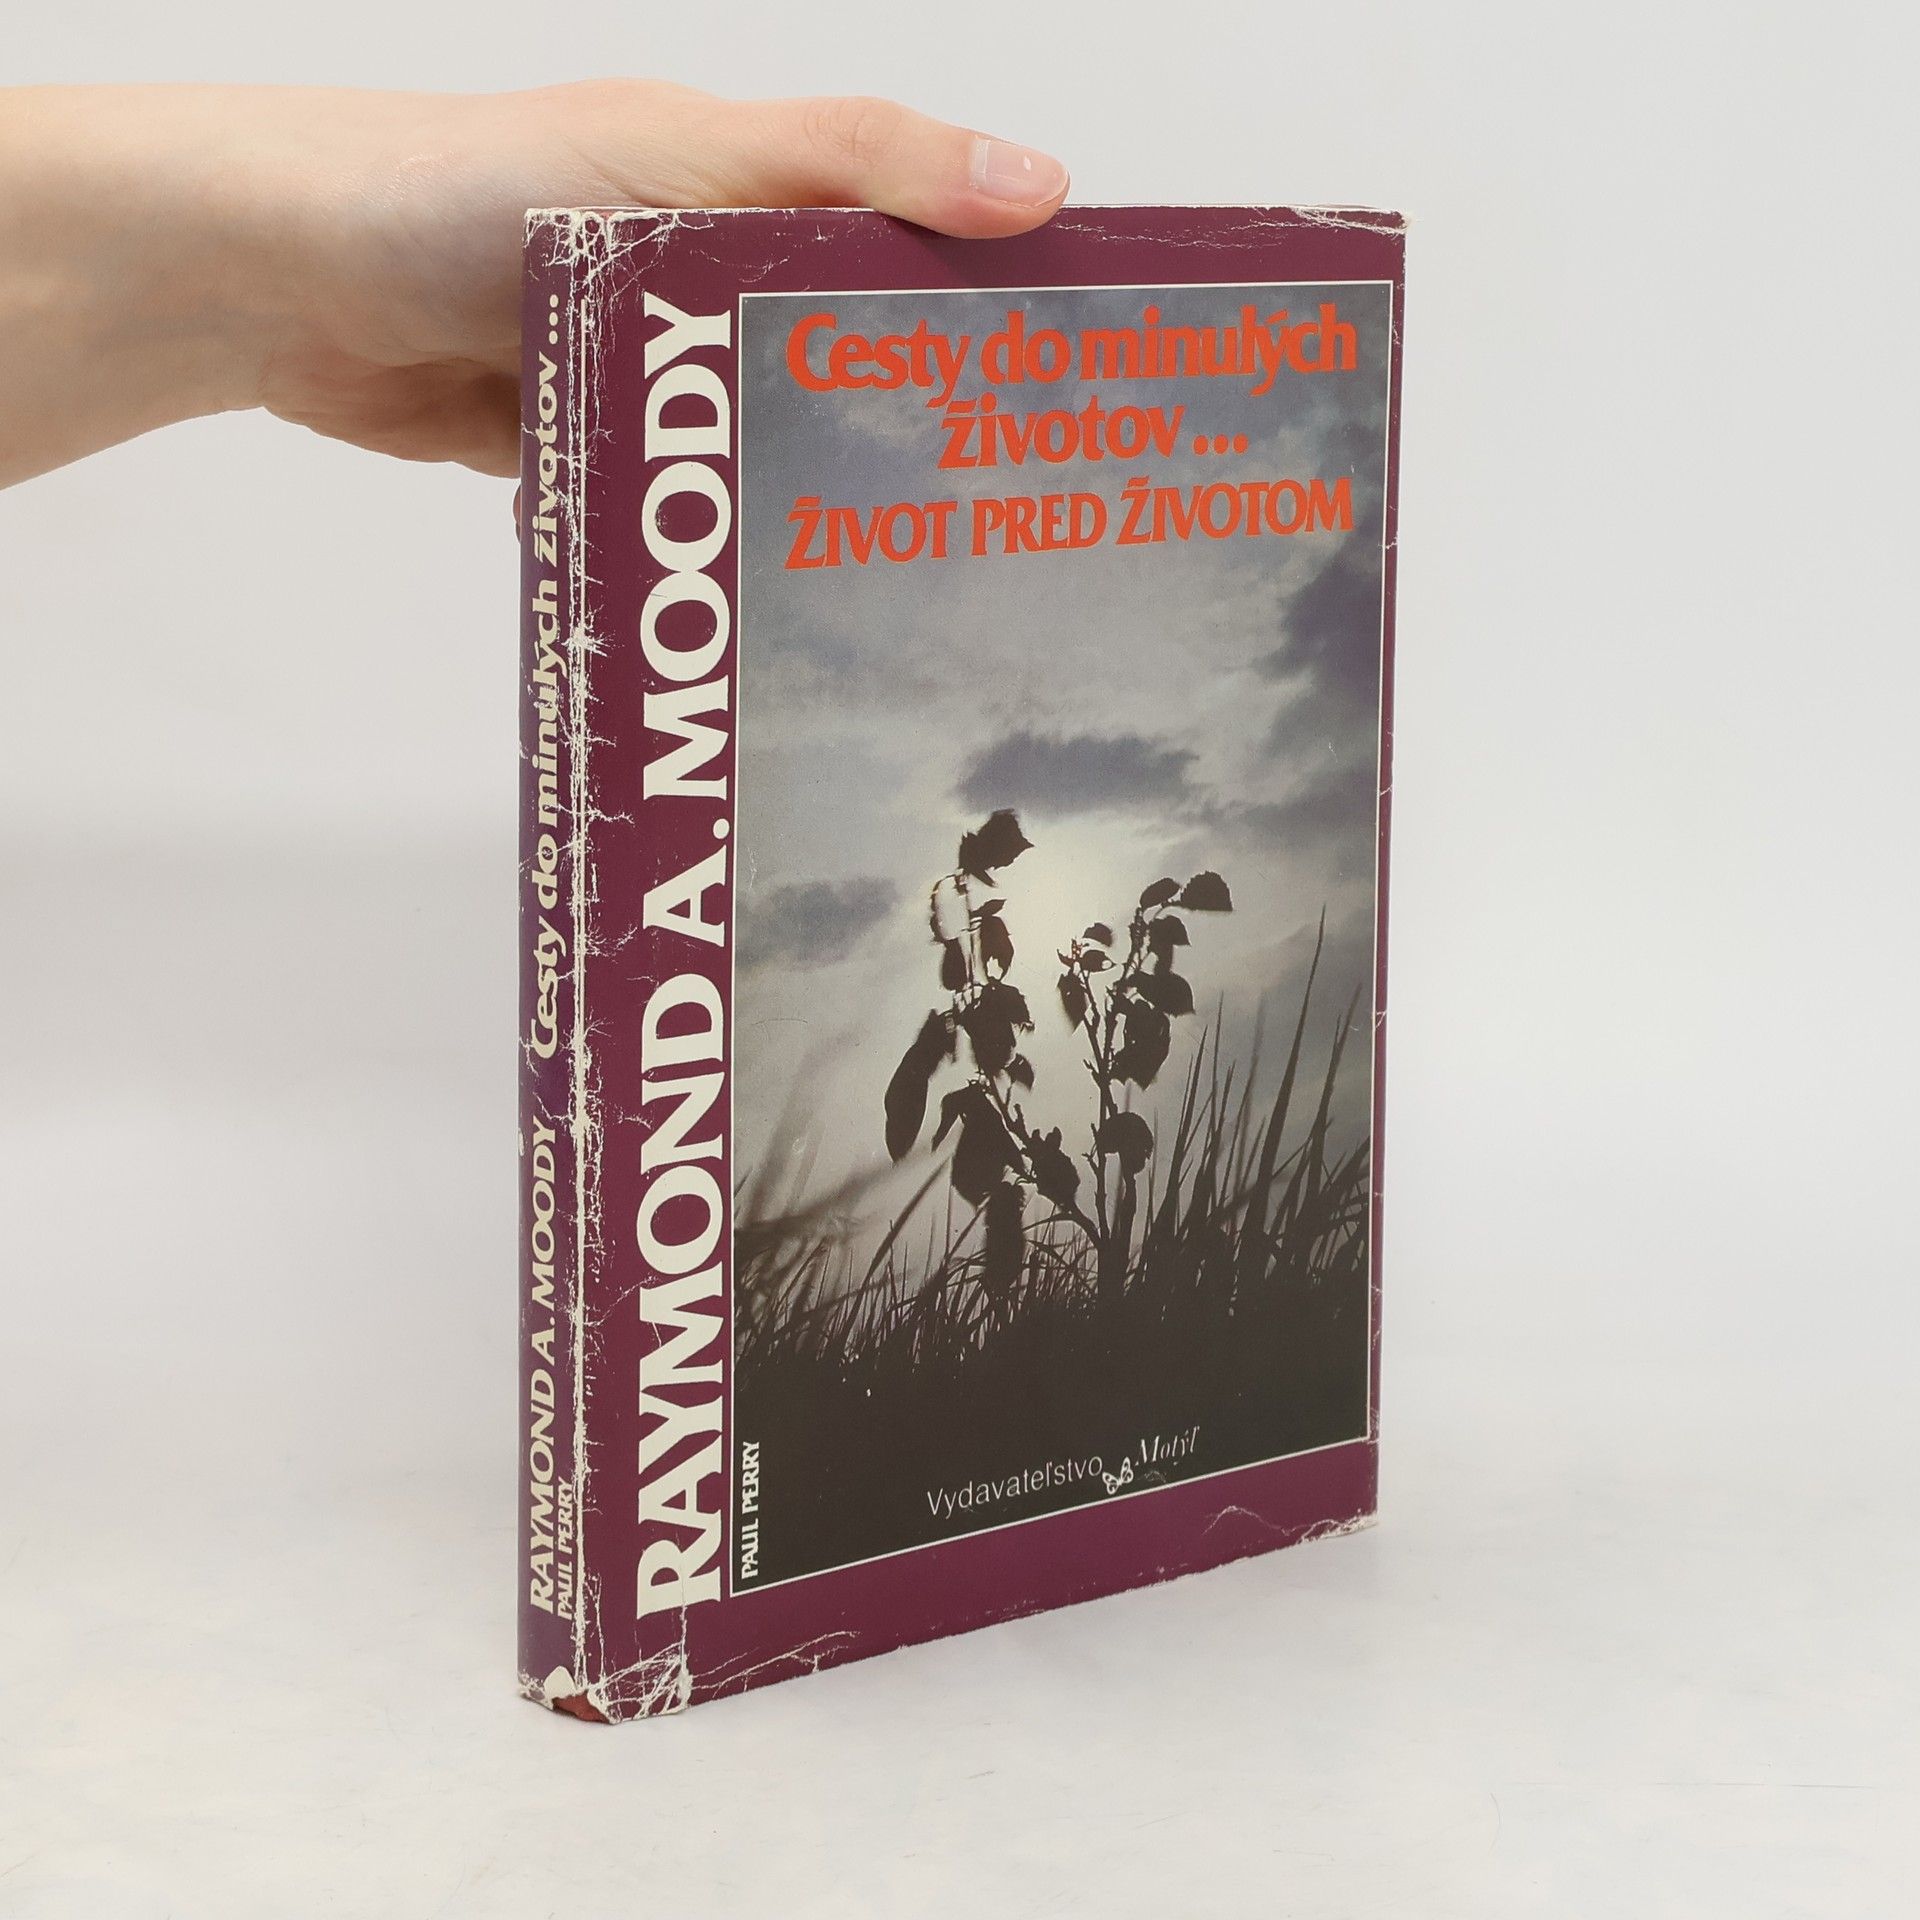 RAYMOND A. MOODY Cesty do minulých životov...
PAUL PERRY
RAYMOND A. MOODY
Cesty do minulých
životov...
ŽIVOT PRED ŽIVOTOM
PAUL PERRY
Vydavateľstvo Motýľ